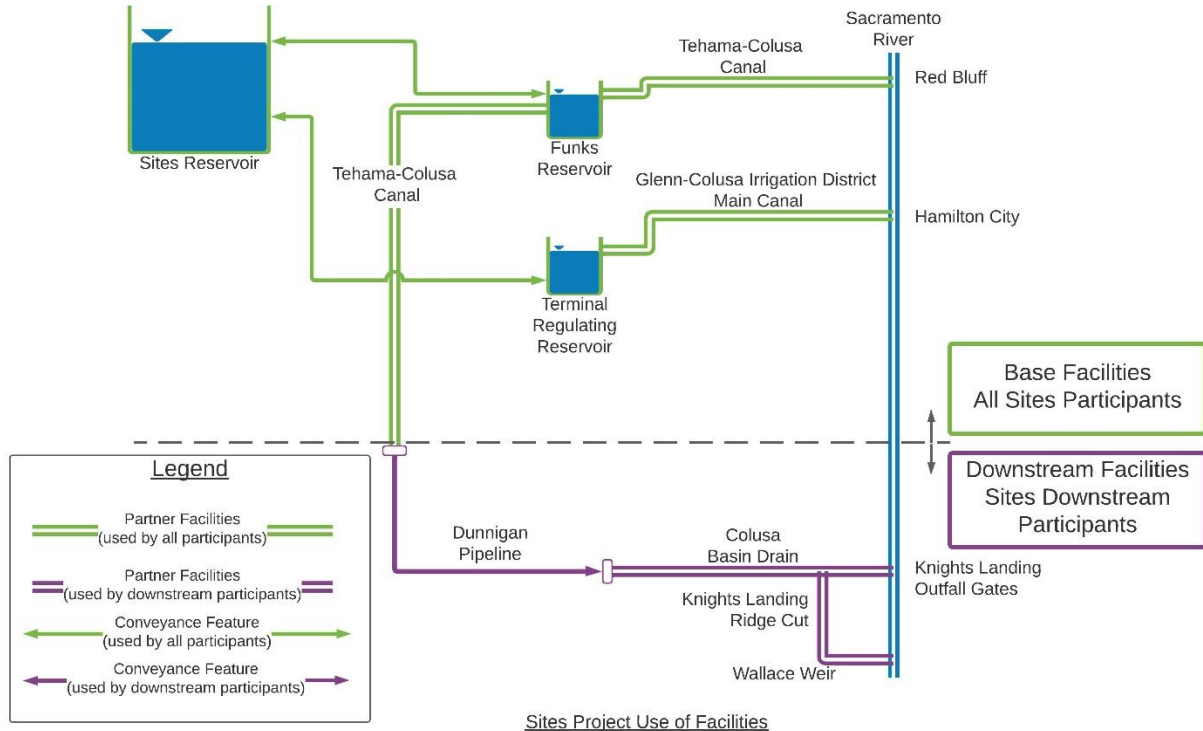 Sacramento
River
Tehama-Colusa
Canal
Red Bluff
Sites Reservoir
Funks
Reservoir
Tehama-Colusa
Canal
Glenn-Colusa Irrigation District
Main Canal
Hamilton City
Terminal
Regulating
Reservoir
Base Facilities
All Sites Participants
Downstream Facilities
Sites Downstream
Participants
Legend
Partner Facilities
(used by all participants)
Partner Facilities
(used by downstream participants)
Conveyance Feature
(used by all participants)
Conveyance Feature
(used by downstream participants)
Dunnigan
Pipeline
Colusa
Basin Drain
Knights Landing
Outfall Gates
Knights Landing
Ridge Cut
Wallace Weir
Sites Project Use of Facilities